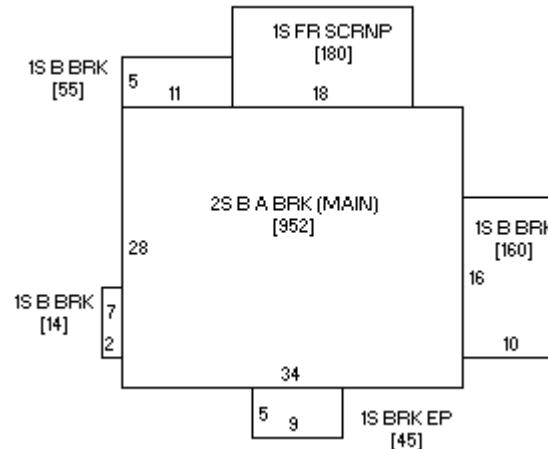 1S FR SCRNP
[180]
18
1S B BRK
[55]
5
11
2S B A BRK (MAIN)
[952]
28
34
1S B BRK
[160]
16
10
1S B BRK
[14]
7
2
5
9
1S BRK EP
[45]